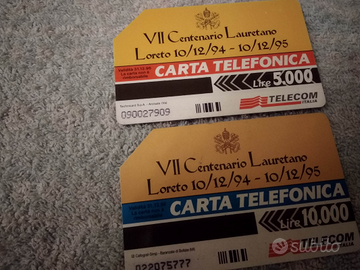 VII Centenario Lauretano
Loreto 10/12/94 - 10/12/95
CARTA TELEFONICA
Lire 5.000
TELECOM
ITALIA
090027909
VII Centenario Lauretano
Loreto 10/12/94 - 10/12/95
CARTA TELEFONICA
Lire 10.000
TELECOM
022075777
subito